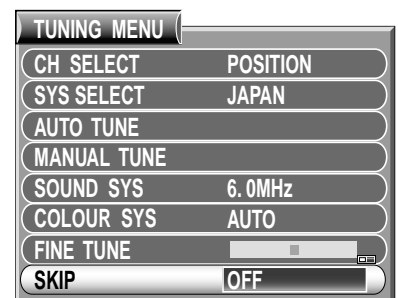 TUNING MENU
CH SELECT POSITION
SYS SELECT JAPAN
AUTO TUNE
MANUAL TUNE
SOUND SYS 6. 0MHz
COLOUR SYS AUTO
FINE TUNE
SKIP OFF